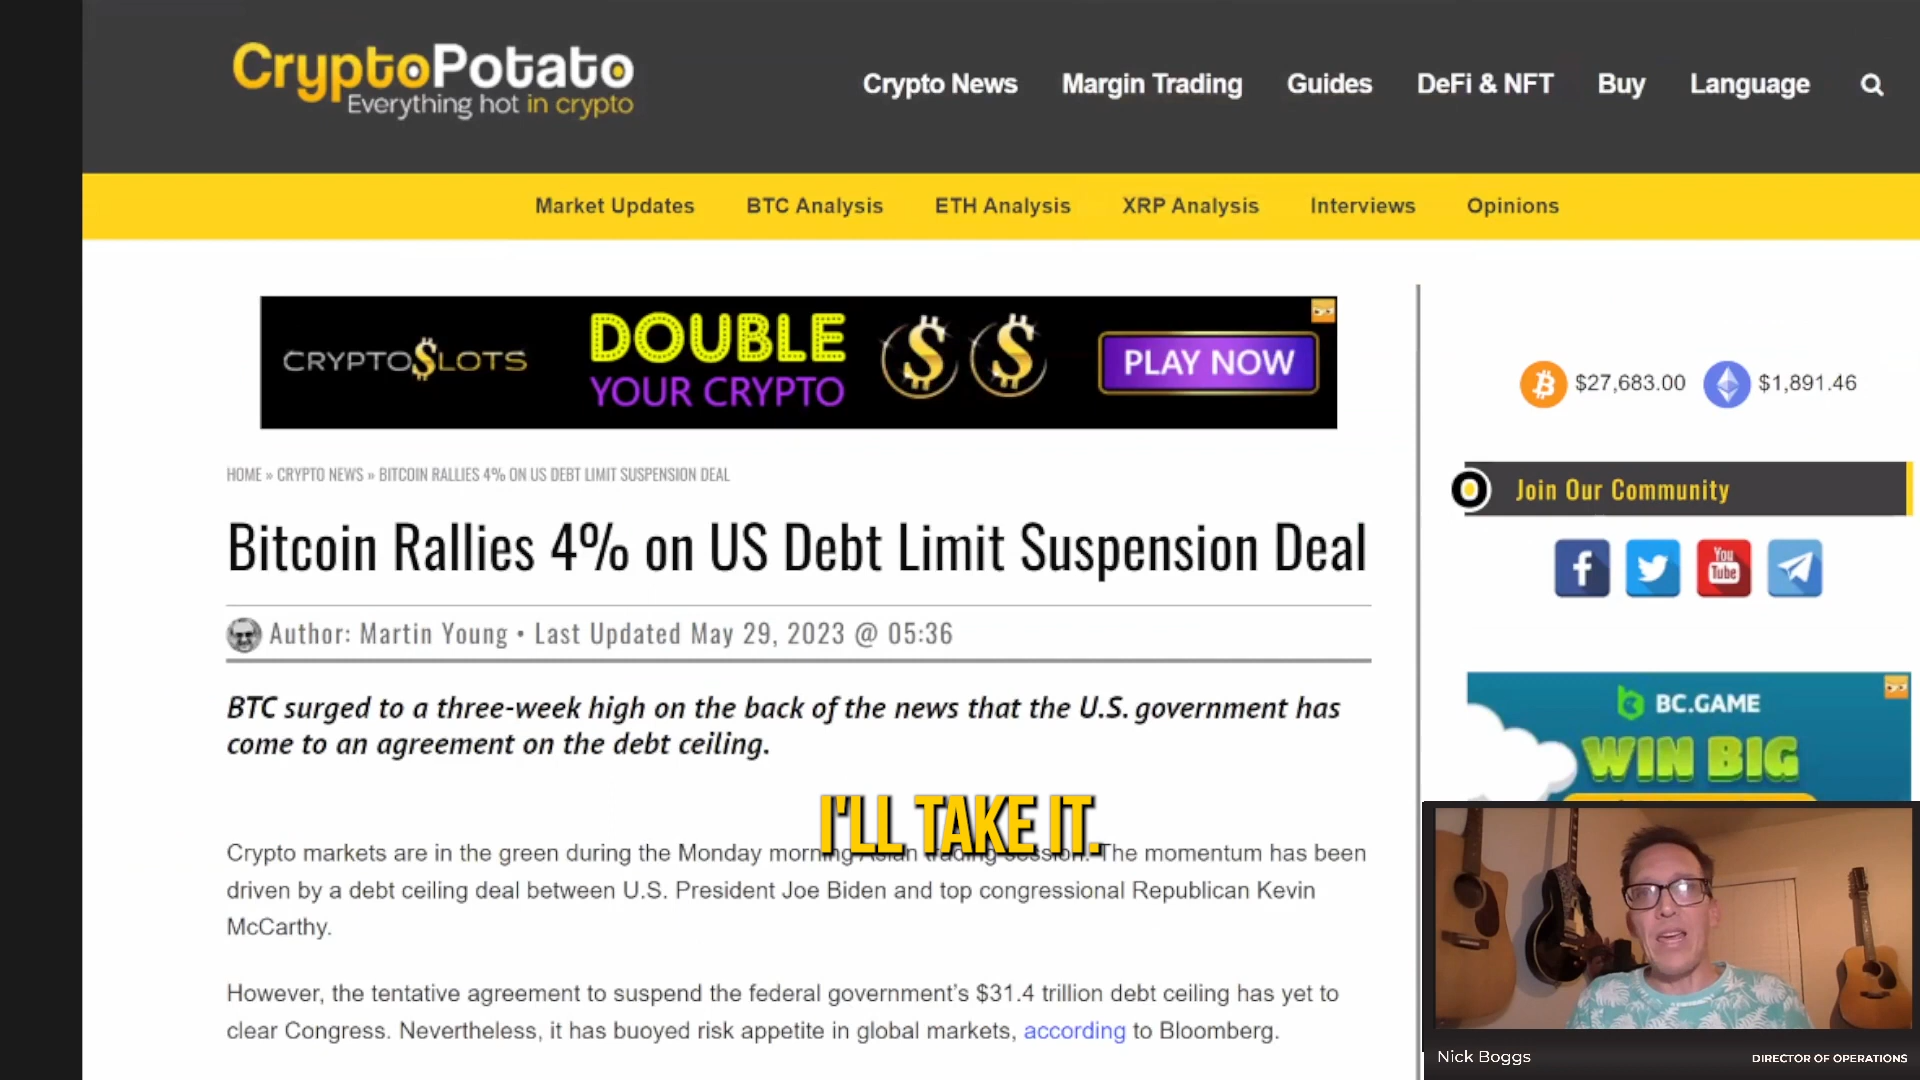 CryptoPotato
Everything hot in crypto
Crypto News Margin Trading Guides DeFi & NFT Buy Language
Market Updates BTC Analysis ETH Analysis XRP Analysis Interviews Opinions
CRYPTO$LOTS
DOUBLE
YOUR CRYPTO
PLAY NOW
$27,683.00 $1,891.46
HOME » CRYPTO NEWS » BITCOIN RALLIES 4% ON US DEBT LIMIT SUSPENSION DEAL
Join Our Community
Bitcoin Rallies 4% on US Debt Limit Suspension Deal
You
Tube
Author: Martin Young • Last Updated May 29, 2023 @ 05:36
BTC surged to a three-week high on the back of the news that the U.S. government has
come to an agreement on the debt ceiling.
BC.GAME
WIN BIG
I'LL TAKE IT.
Crypto markets are in the green during the Monday morning Asian trading session. The momentum has been
driven by a debt ceiling deal between U.S. President Joe Biden and top congressional Republican Kevin
McCarthy.
However, the tentative agreement to suspend the federal government's $31.4 trillion debt ceiling has yet to
clear Congress. Nevertheless, it has buoyed risk appetite in global markets, according to Bloomberg.
Nick Boggs
DIRECTOR OF OPERATIONS